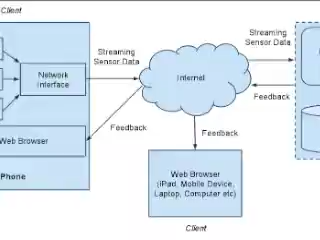 Client
Streaming
Sensor Data
Streaming
Sensor Data
Network
Interface
Internet
Feedback
Feedback
Feedback
Web Browser
Phone
Web Browser
(iPad, Mobile Device,
Laptop, Computer etc)
Client